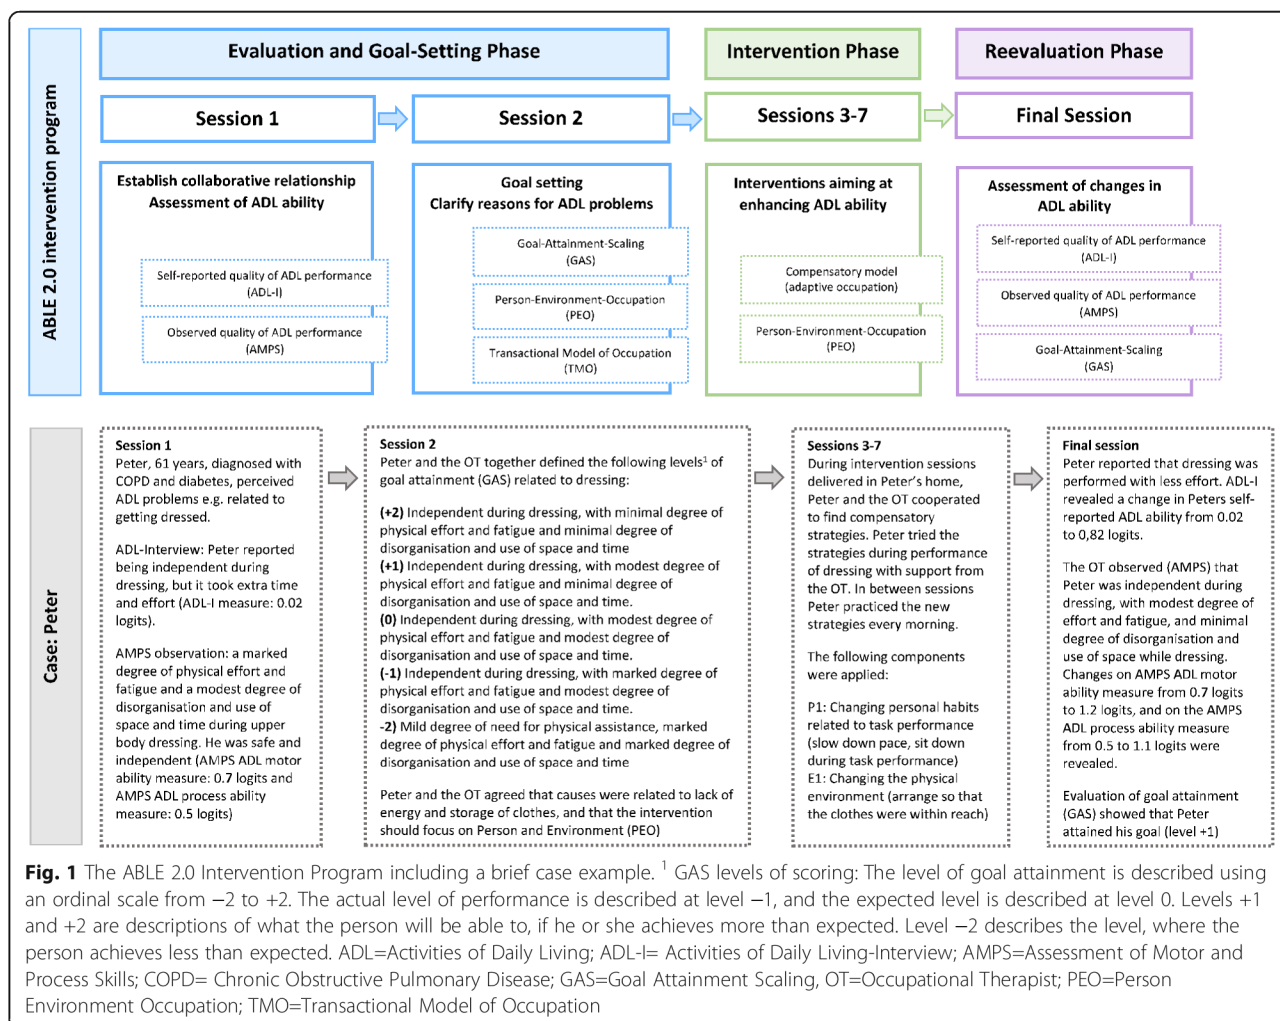 ABLE 2.0 intervention program
Evaluation and Goal-Setting Phase
Intervention Phase
Reevaluation Phase
Session 1
Session 2
Sessions 3-7
Final Session
Establish collaborative relationship
Assessment of ADL ability
Self-reported quality of ADL performance
(ADL-I)
Observed quality of ADL performance
(AMPS)
Goal setting
Clarify reasons for ADL problems
Goal-Attainment-Scaling
(GAS)
Person-Environment-Occupation
(PEO)
Transactional Model of Occupation
(TMO)
Interventions aiming at
enhancing ADL ability
Compensatory model
(adaptive occupation)
Person-Environment-Occupation
(PEO)
Assessment of changes in
ADL ability
Self-reported quality of ADL performance
(ADL-I)
Observed quality of ADL performance
(AMPS)
Goal-Attainment-Scaling
(GAS)
Case: Peter
Session 1
Peter, 61 years, diagnosed with
COPD and diabetes, perceived
ADL problems e.g. related to
getting dressed.
ADL-Interview: Peter reported
being independent during
dressing, but it took extra time
and effort (ADL-I measure: 0.02
logits).
AMPS observation: a marked
degree of physical effort and
fatigue and a modest degree of
disorganisation and use of
space and time during upper
body dressing. He was safe and
independent (AMPS ADL motor
ability measure: 0.7 logits and
AMPS ADL process ability
measure: 0.5 logits)
Session 2
Peter and the OT together defined the following levels¹ of
goal attainment (GAS) related to dressing:
(+2) Independent during dressing, with minimal degree of
physical effort and fatigue and minimal degree of
disorganisation and use of space and time
(+1) Independent during dressing, with modest degree of
physical effort and fatigue and minimal degree of
disorganisation and use of space and time.
(0) Independent during dressing, with modest degree of
physical effort and fatigue and modest degree of
disorganisation and use of space and time.
(-1) Independent during dressing, with marked degree of
physical effort and fatigue and modest degree of
disorganisation and use of space and time.
-2) Mild degree of need for physical assistance, marked
degree of physical effort and fatigue and marked degree of
disorganisation and use of space and time
Peter and the OT agreed that causes were related to lack of
energy and storage of clothes, and that the intervention
should focus on Person and Environment (PEO)
Sessions 3-7
During intervention sessions
delivered in Peter's home,
Peter and the OT cooperated
to find compensatory
strategies. Peter tried the
strategies during performance
of dressing with support from
the OT. In between sessions
Peter practiced the new
strategies every morning.
The following components
were applied:
P1: Changing personal habits
related to task performance
(slow down pace, sit down
during task performance)
E1: Changing the physical
environment (arrange so that
the clothes were within reach)
Final session
Peter reported that dressing was
performed with less effort. ADL-I
revealed a change in Peters self-
reported ADL ability from 0.02
to 0,82 logits.
The OT observed (AMPS) that
Peter was independent during
dressing, with modest degree of
effort and fatigue, and minimal
degree of disorganisation and
use of space while dressing.
Changes on AMPS ADL motor
ability measure from 0.7 logits
to 1.2 logits, and on the AMPS
ADL process ability measure
from 0.5 to 1.1 logits were
revealed.
Evaluation of goal attainment
(GAS) showed that Peter
attained his goal (level +1)
Fig. 1 The ABLE 2.0 Intervention Program including a brief case example. ¹ GAS levels of scoring: The level of goal attainment is described using
an ordinal scale from −2 to +2. The actual level of performance is described at level −1, and the expected level is described at level 0. Levels +1
and +2 are descriptions of what the person will be able to, if he or she achieves more than expected. Level −2 describes the level, where the
person achieves less than expected. ADL=Activities of Daily Living; ADL-I= Activities of Daily Living-Interview; AMPS=Assessment of Motor and
Process Skills; COPD= Chronic Obstructive Pulmonary Disease; GAS=Goal Attainment Scaling, OT=Occupational Therapist; PEO=Person
Environment Occupation; TMO=Transactional Model of Occupation